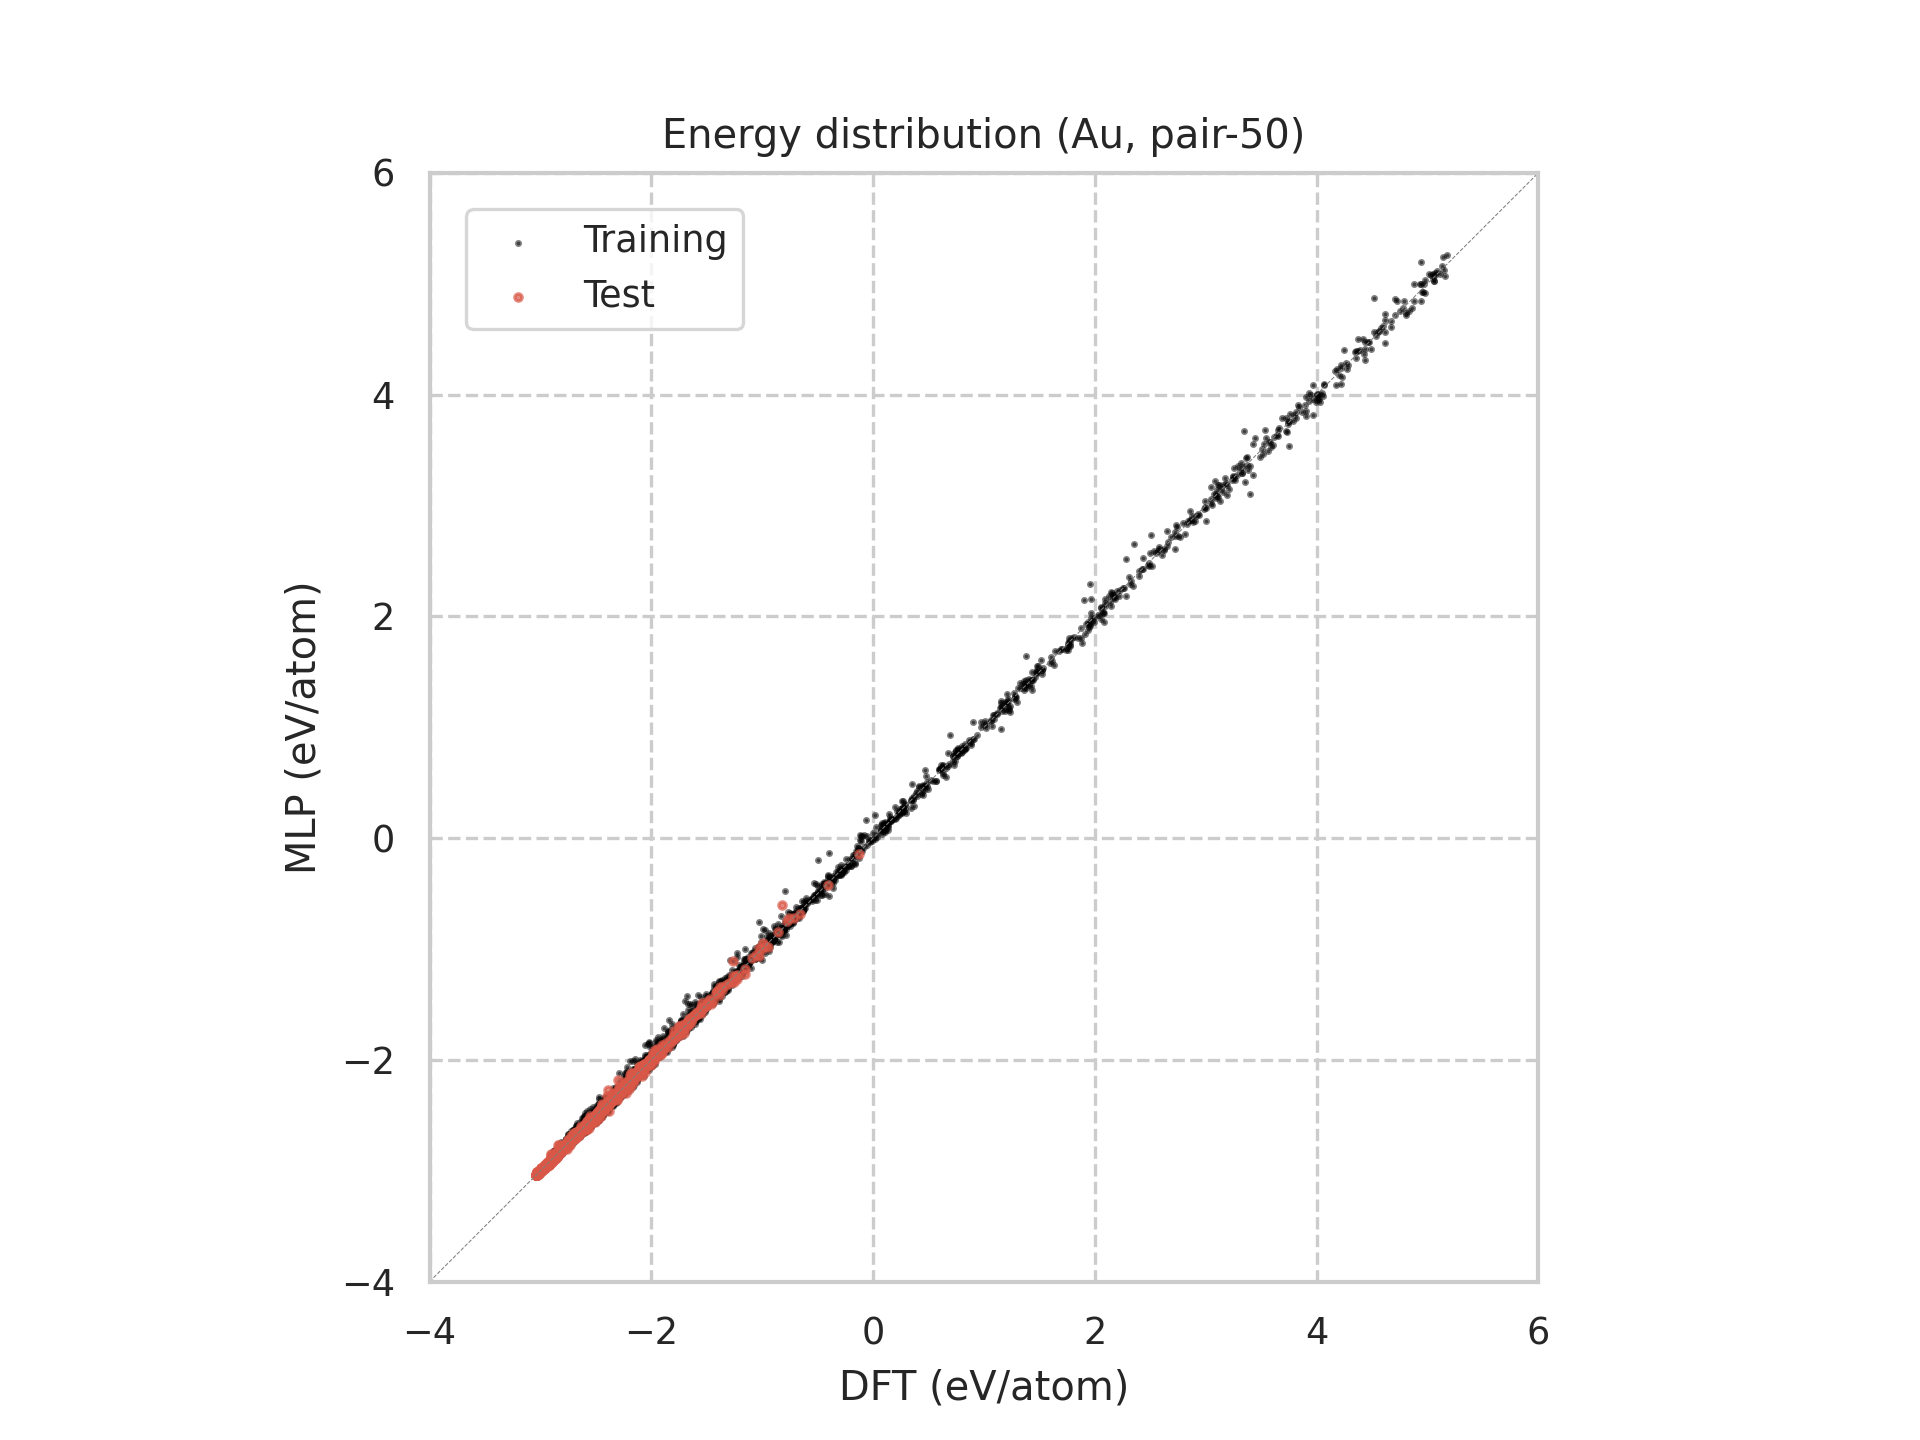 Energy distribution (Au, pair-50)
6
4
2
0
−2
−4
MLP (eV/atom)
Training
Test
−4
−2
0
2
4
6
DFT (eV/atom)